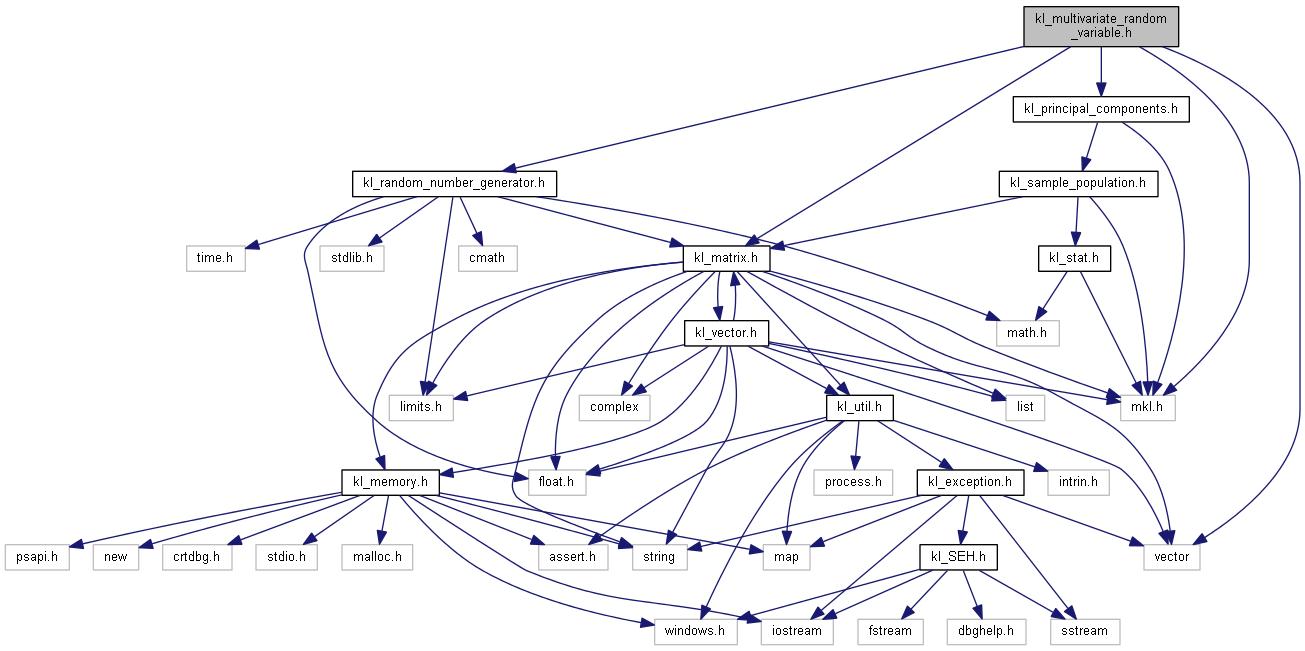 kl_multivariate_random
_variable.h
kl_principal_components.h
kl_random_number_generator.h
kl_sample_population.h
time.h
stdlib.h
cmath
kl_matrix.h
kl_stat.h
kl_vector.h
math.h
limits.h
complex
kl_util.h
list
mkl.h
kl_memory.h
float.h
process.h
kl_exception.h
intrin.h
psapi.h
new
crtdbg.h
stdio.h
malloc.h
assert.h
string
map
kl_SEH.h
vector
windows.h
iostream
fstream
dbghelp.h
sstream